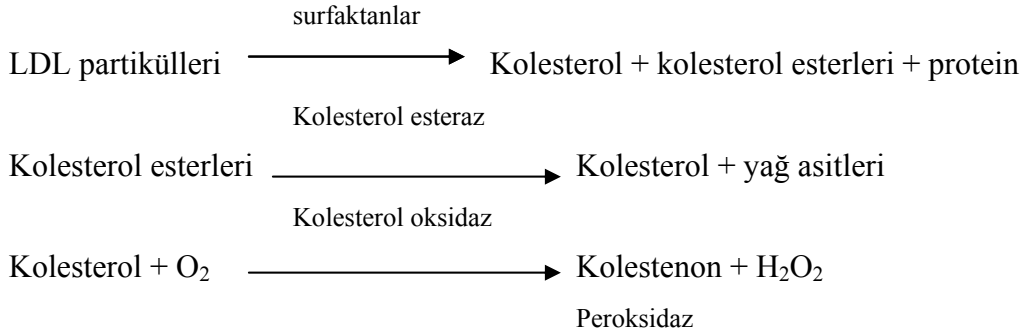 surfaktanlar
LDL partikülleri Kolesterol + kolesterol esterleri + protein
Kolesterol esteraz
Kolesterol esterleri Kolesterol + yağ asitleri
Kolesterol oksidaz
Kolesterol + O₂ Kolestenon + H₂O₂
Peroksidaz